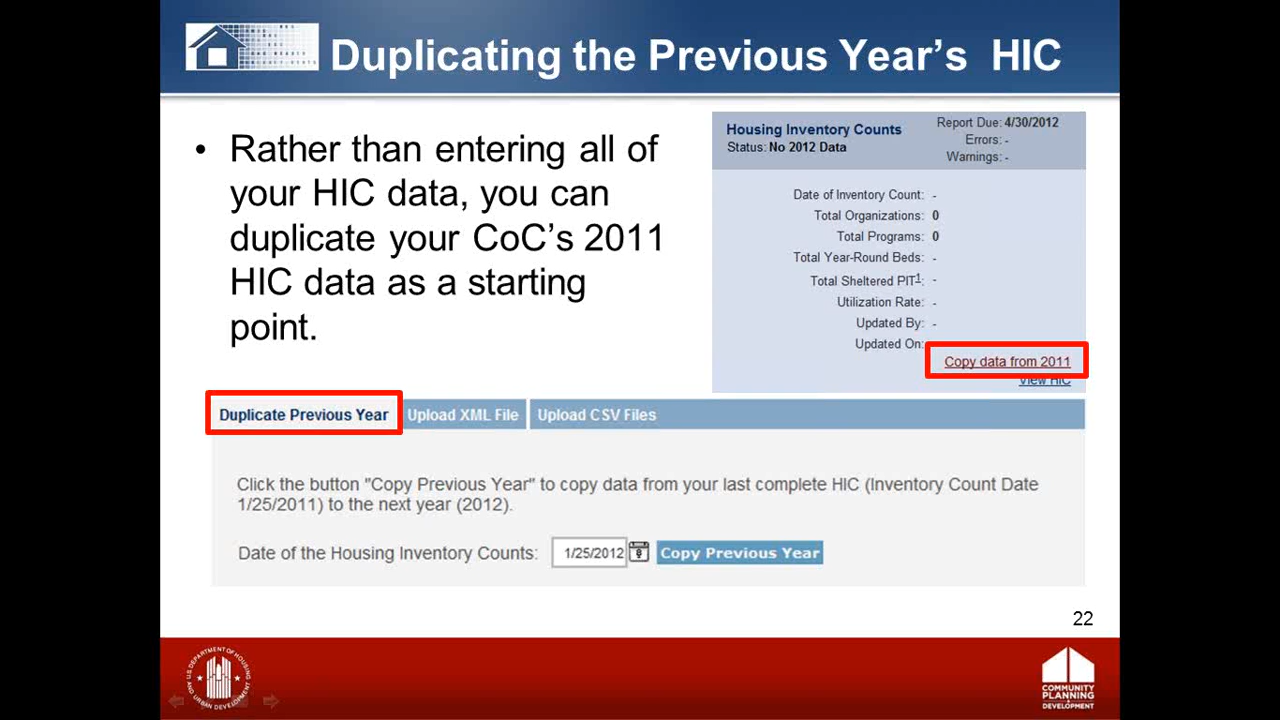 Duplicating the Previous Year's HIC
• Rather than entering all of
your HIC data, you can
duplicate your CoC's 2011
HIC data as a starting
point.
Housing Inventory Counts
Status: No 2012 Data
Report Due: 4/30/2012
Errors: -
Warnings: -
Date of Inventory Count: -
Total Organizations: 0
Total Programs: 0
Total Year-Round Beds: -
Total Sheltered PIT1: -
Utilization Rate: -
Updated By: -
Updated On:
Copy data from 2011
View HIC
Duplicate Previous Year
Upload XML File
Upload CSV Files
Click the button "Copy Previous Year" to copy data from your last complete HIC (Inventory Count Date
1/25/2011) to the next year (2012).
Date of the Housing Inventory Counts: 1/25/2012 Copy Previous Year
22
U.S. DEPARTMENT OF HOUSING
AND URBAN DEVELOPMENT
COMMUNITY
PLANNING
DEVELOPMENT